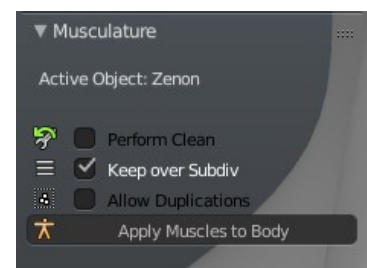 Musculature
Active Object: Zenon
Perform Clean
Keep over Subdiv
Allow Duplications
Apply Muscles to Body